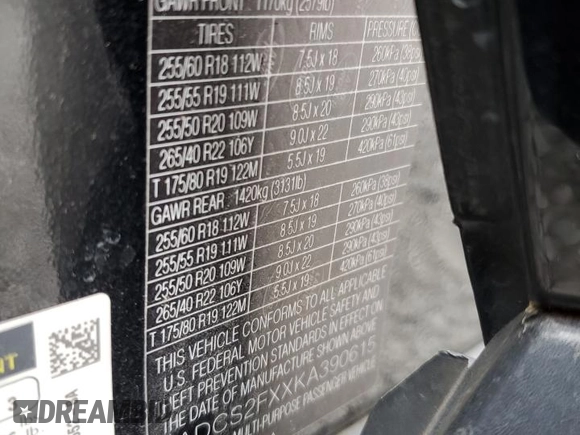 GAWR FRONT 1170kg (2579lb)
TIRES RIMS PRESSURE (C
255/60 R18 112W 7.5J x 18 260kPa (38psi
255/55 R19 111W 8.5J x 19 270kPa (40psi)
255/50 R20 109W 8.5J x 20 290kPa (43psi)
265/40 R22 106Y 9.0J x 22 290kPa (43psi)
T 175/80 R19 122M 5.5J x 19 420kPa (61psi)
GAWR REAR 1420kg (3131lb)
255/60 R18 112W 7.5J x 18 260kPa (38psi)
255/55 R19 111W 8.5J x 19 270kPa (40psi)
255/50 R20 109W 8.5J x 20 290kPa (43psi)
265/40 R22 106Y 9.0J x 22 290kPa (43psi)
T 175/80 R19 122M 5.5J x 19 420kPa (61psi)
THIS VEHICLE CONFORMS TO ALL APPLICABLE
U.S. FEDERAL MOTOR VEHICLE SAFETY AND
THEFT PREVENTION STANDARDS IN EFFECT ON
THE DATE OF MANUFACTURE SHOWN ABOVE
ADCS2FXXKA390615
MULTI-PURPOSE PASSENGER VEHICLE
NT